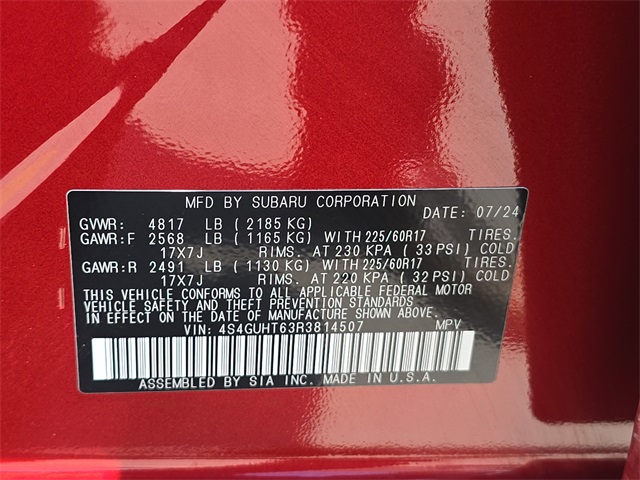 MFD BY SUBARU CORPORATION
DATE: 07/24
GVWR: 4817 LB ( 2185 KG)
GAWR:F 2568 LB ( 1165 KG) WITH 225/60R17 TIRES.
17X7J RIMS. AT 230 KPA ( 33 PSI) COLD
GAWR:R 2491 LB ( 1130 KG) WITH 225/60R17 TIRES.
17X7J RIMS. AT 220 KPA ( 32 PSI) COLD
THIS VEHICLE CONFORMS TO ALL APPLICABLE FEDERAL MOTOR
VEHICLE SAFETY AND THEFT PREVENTION STANDARDS
IN EFFECT ON THE DATE OF MANUFACTURE SHOWN ABOVE.
VIN: 4S4GUHT63R3814507 MPV
ASSEMBLED BY SIA INC. MADE IN U.S.A.